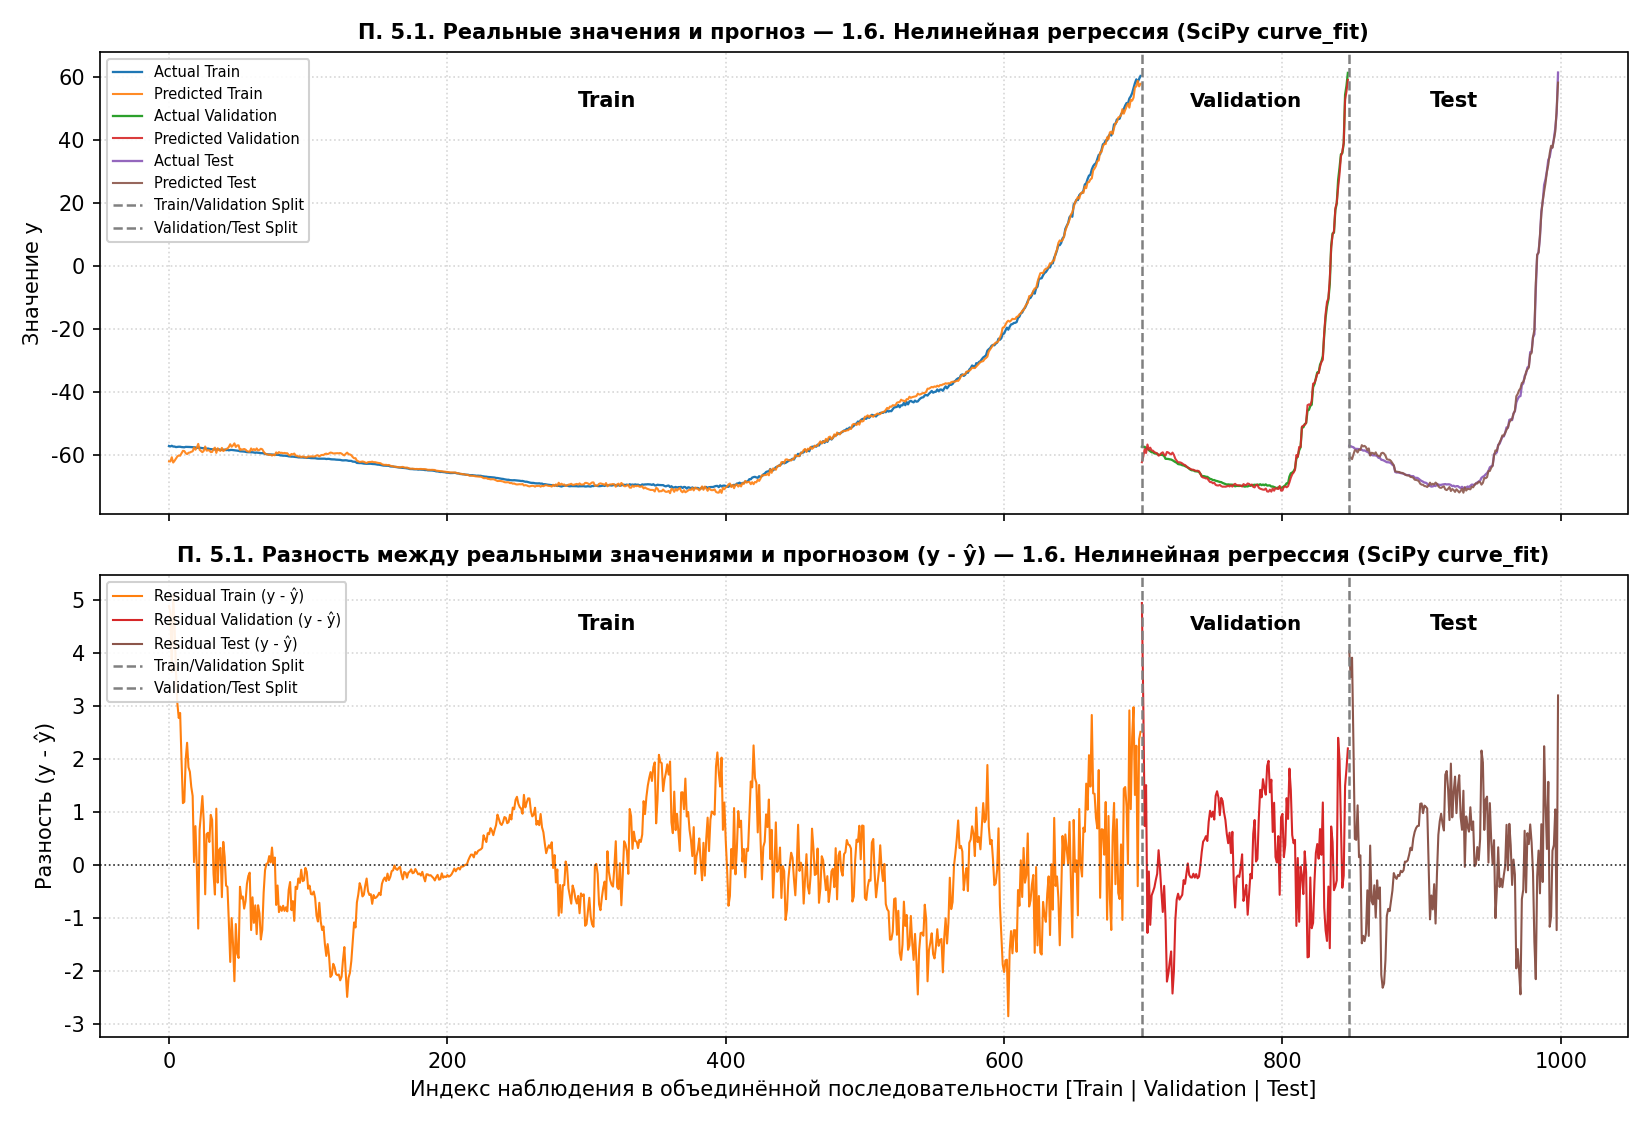 П. 5.1. Реальные значения и прогноз — 1.6. Нелинейная регрессия (SciPy curve_fit)
Actual Train
Predicted Train
Actual Validation
Predicted Validation
Actual Test
Predicted Test
Train/Validation Split
Validation/Test Split
Train
Validation
Test
60
40
20
0
-20
-40
-60
Значение y
П. 5.1. Разность между реальными значениями и прогнозом (y - ŷ) — 1.6. Нелинейная регрессия (SciPy curve_fit)
Residual Train (y - ŷ)
Residual Validation (y - ŷ)
Residual Test (y - ŷ)
Train/Validation Split
Validation/Test Split
Train
Validation
Test
5
4
3
2
1
0
-1
-2
-3
Разность (y - ŷ)
0
200
400
600
800
1000
Индекс наблюдения в объединённой последовательности [Train | Validation | Test]